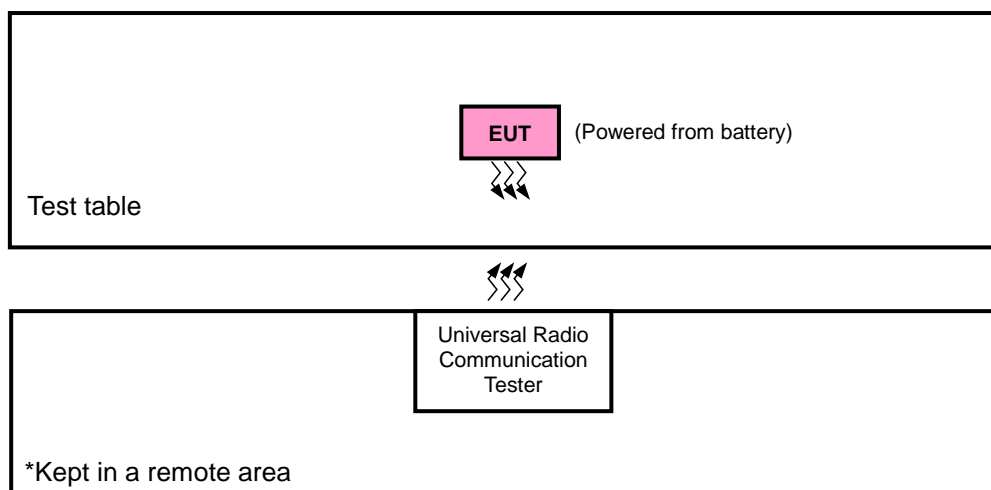 EUT
(Powered from battery)
Test table
Universal Radio
Communication
Tester
*Kept in a remote area